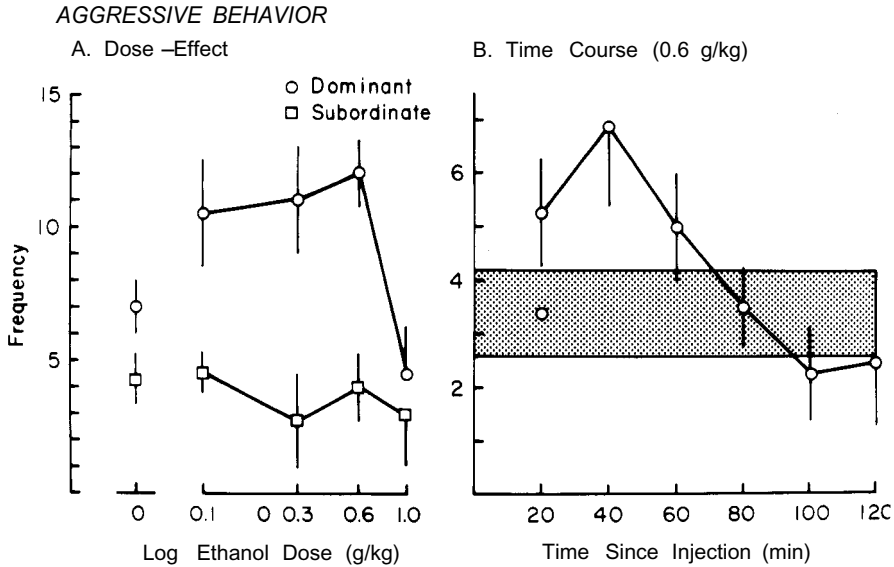 AGGRESSIVE BEHAVIOR
A. Dose –Effect
B. Time Course (0.6 g/kg)
Dominant
Subordinate
Frequency
15
10
5
0 0.1 0 0.3 0.6 1.0
Log Ethanol Dose (g/kg)
6
4
2
0
20 40 60 80 100 120
Time Since Injection (min)